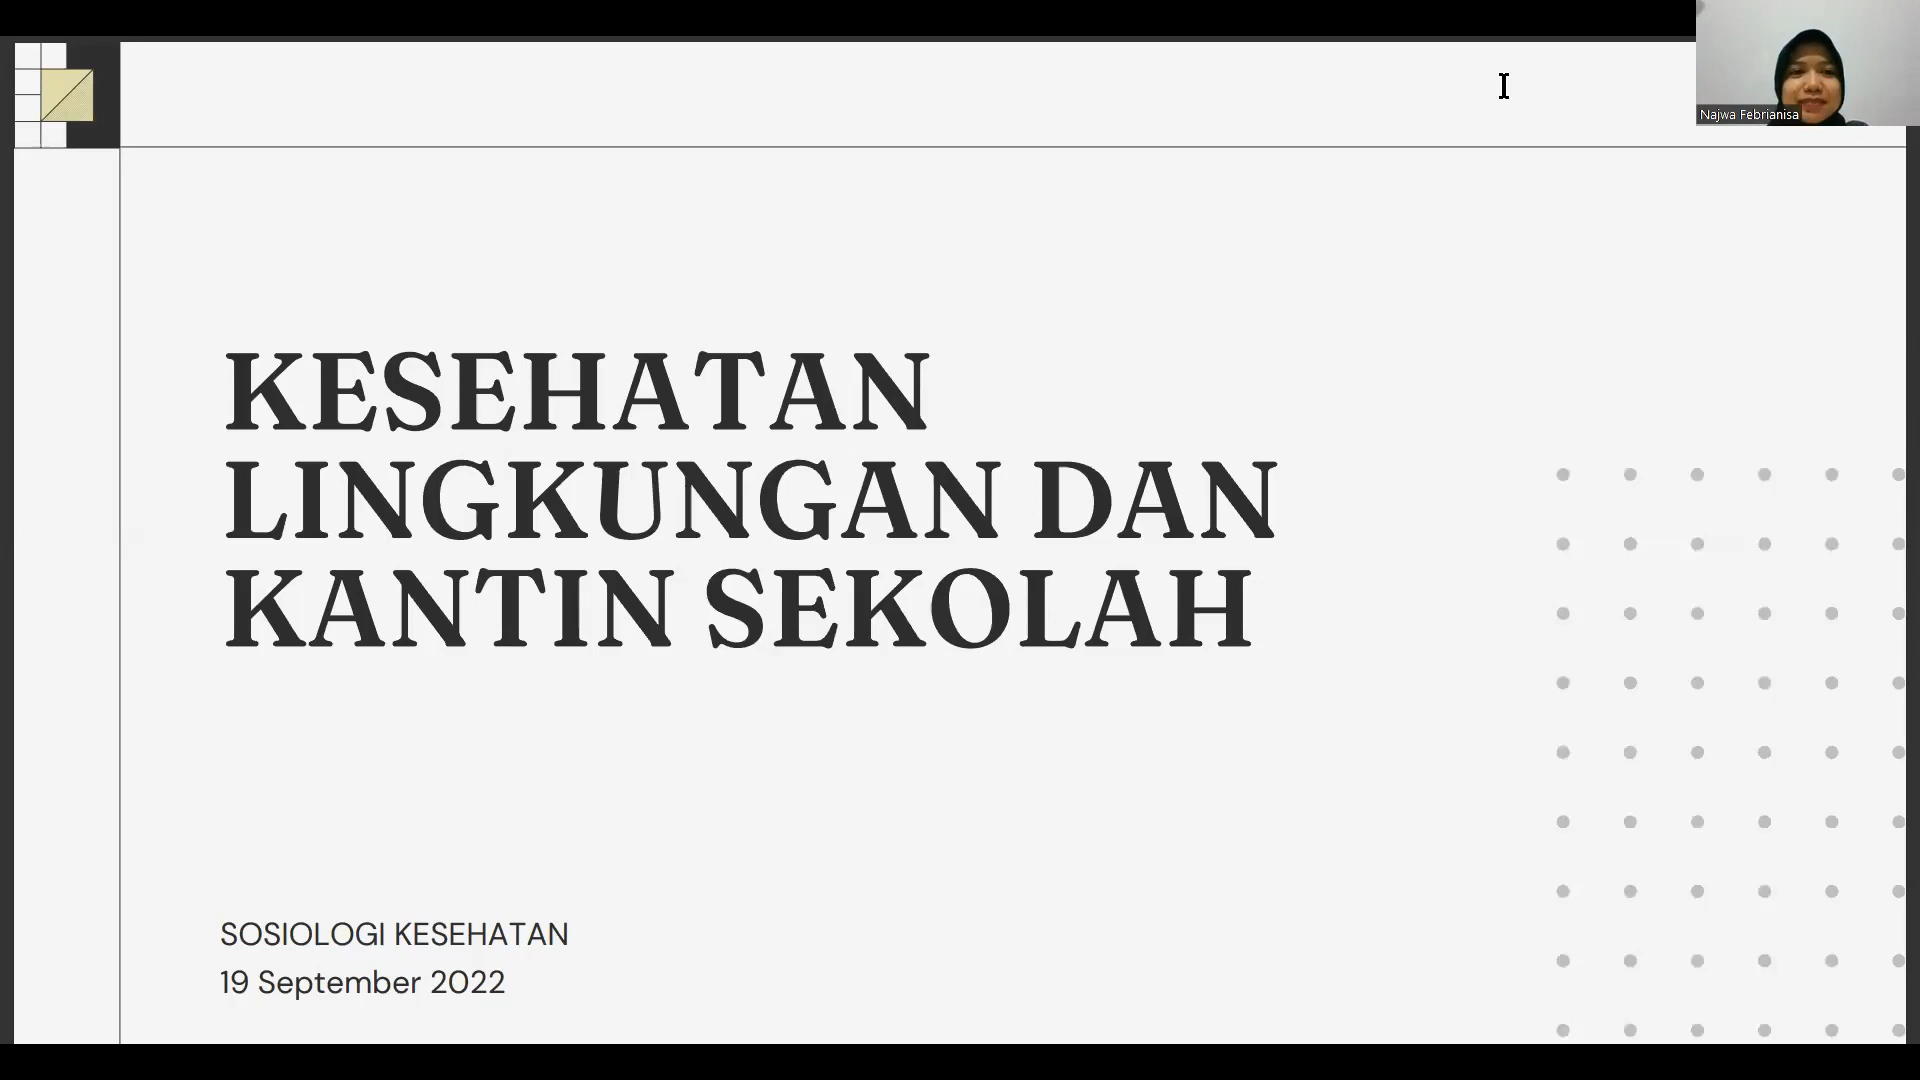 Najwa Febrianisa
KESEHATAN
LINGKUNGAN DAN
KANTIN SEKOLAH
SOSIOLOGI KESEHATAN
19 September 2022